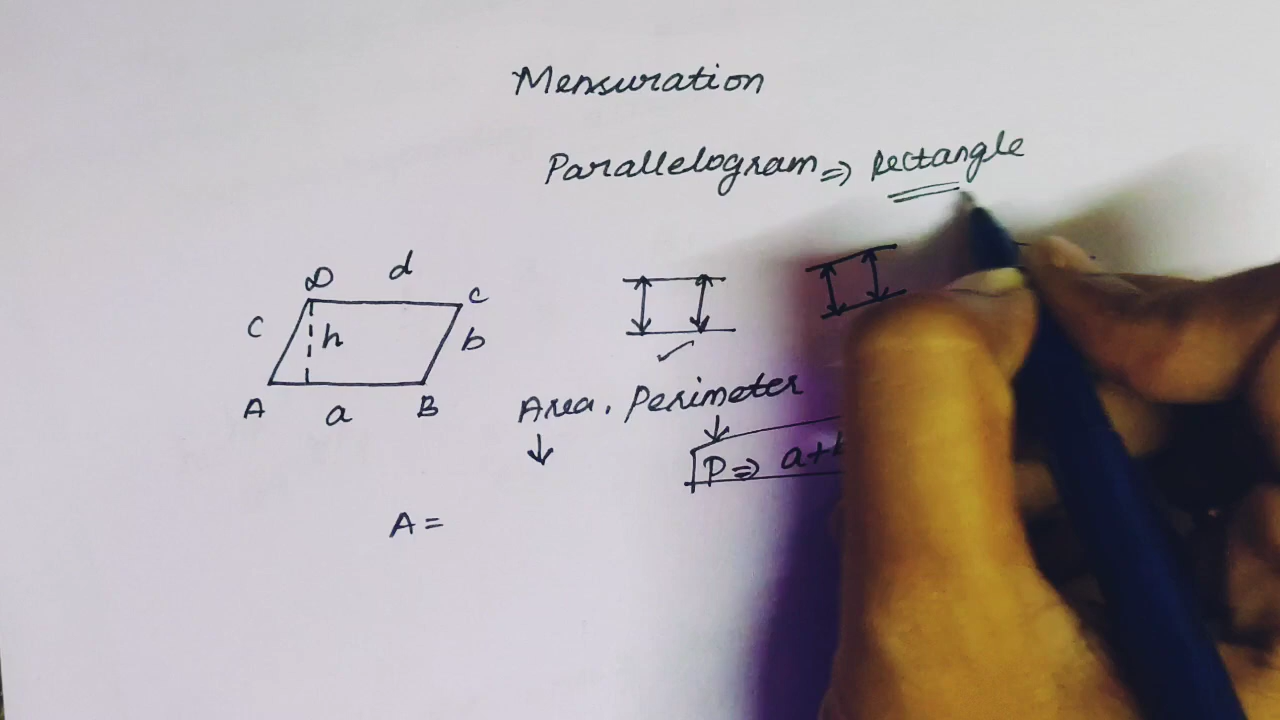 Mensuration
Parallelogram ⇒ Rectangle
D d C
C h b
A a B
Area, Perimeter
P ⇒ a+b
A =